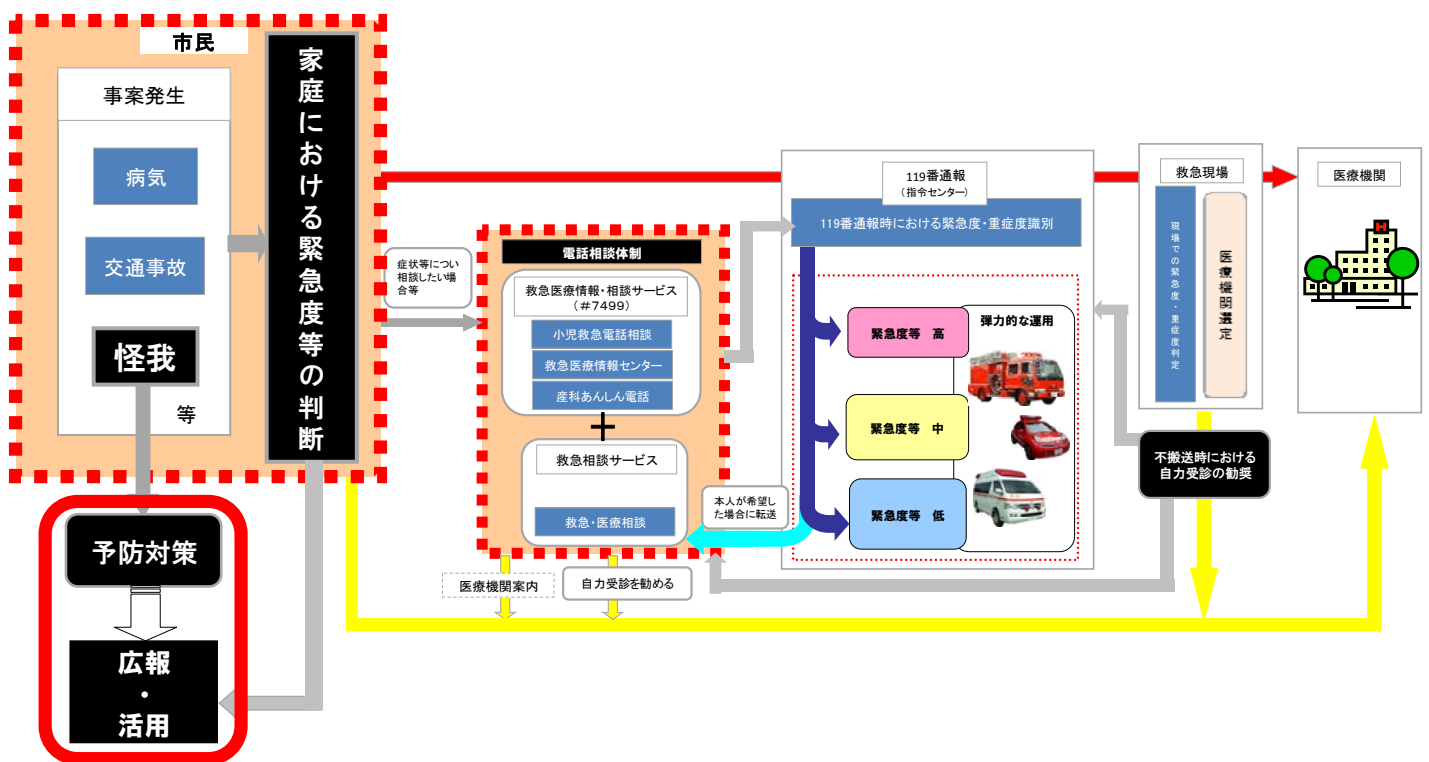 市民
事案発生
病気
交通事故
怪我
等
家庭における緊急度等の判断
予防対策
広報
・
活用
症状等につい
相談したい場
合等
電話相談体制
救急医療情報・相談サービス
（＃7499）
小児救急電話相談
救急医療情報センター
産科あんしん電話
＋
救急相談サービス
救急・医療相談
医療機関案内
自力受診を勧める
本人が希望し
た場合に転送
119番通報
（指令センター）
119番通報時における緊急度・重症度識別
緊急度等　高
緊急度等　中
緊急度等　低
弾力的な運用
救急現場
現場での緊急度・重症度判定
医療機関選定
不搬送時における
自力受診の勧奨
医療機関
H